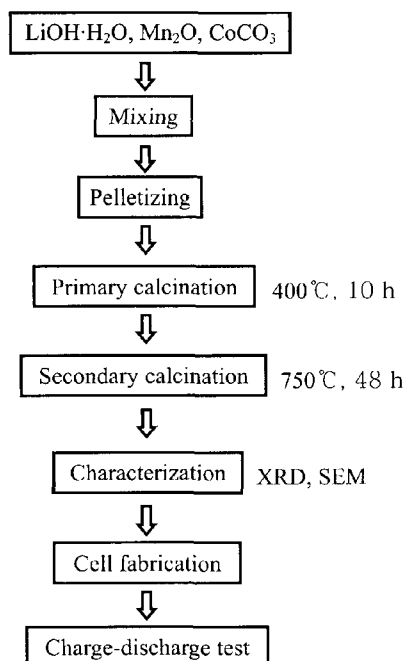 LiOH·H₂O, Mn₂O, CoCO₃
Mixing
Pelletizing
Primary calcination 400℃, 10 h
Secondary calcination 750℃, 48 h
Characterization XRD, SEM
Cell fabrication
Charge-discharge test